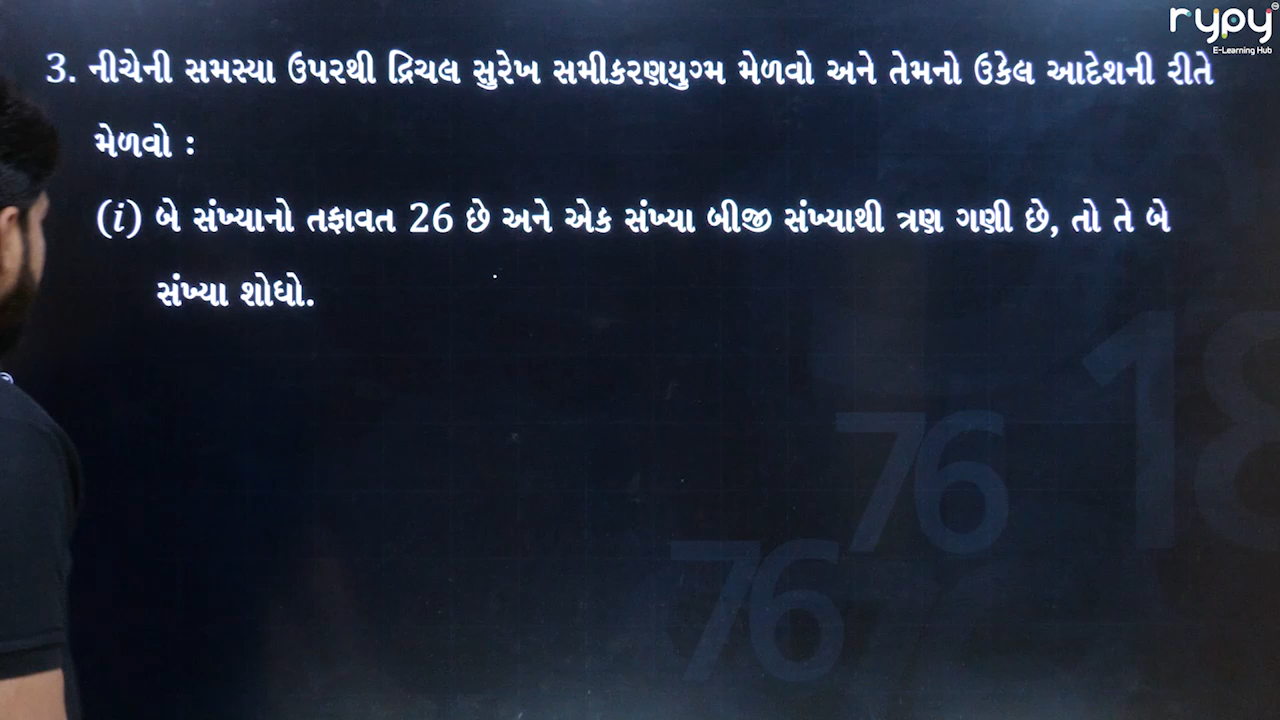 rypy
E-Learning Hub
3. નીચેની સમસ્યા ઉપરથી દ્વિચલ સુરેખ સમીકરણયુગ્મ મેળવો અને તેમનો ઉકેલ આદેશની રીતે
મેળવો :
(i) બે સંખ્યાનો તફાવત 26 છે અને એક સંખ્યા બીજી સંખ્યાથી ત્રણ ગણી છે, તો તે બે
સંખ્યા શોધો.
18
76
76